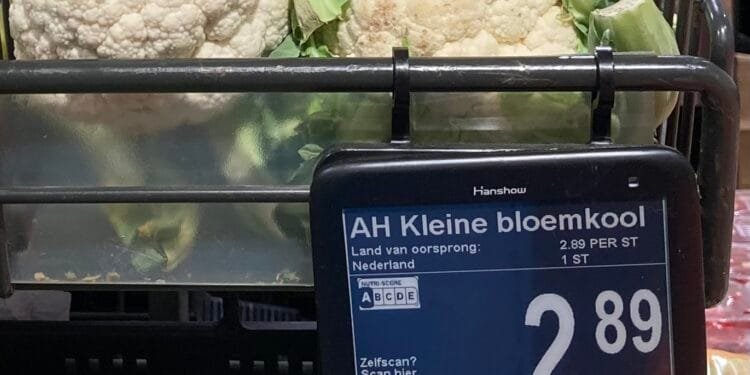 Hanshow
AH Kleine bloemkool
Land van oorsprong: 2.89 PER ST
Nederland 1 ST
NUTRI-SCORE
ABCDE
2 89
Zelfscan?
Scan hier